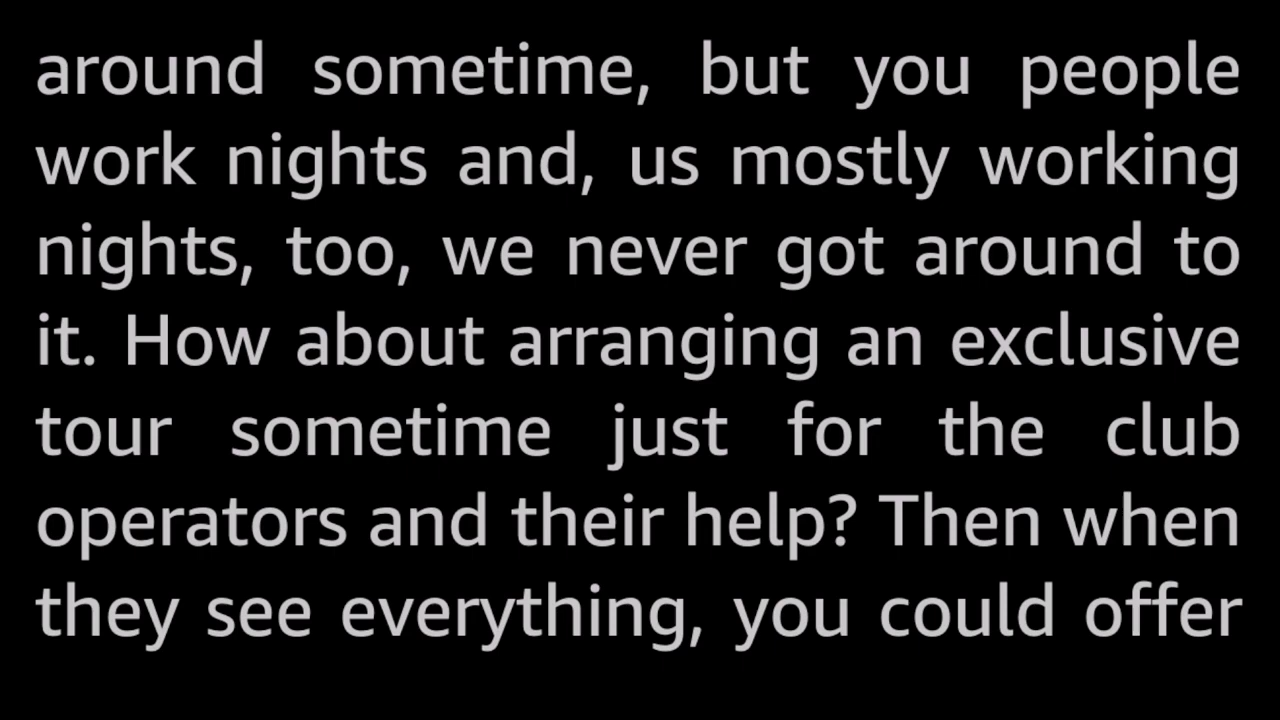 around sometime, but you people
work nights and, us mostly working
nights, too, we never got around to
it. How about arranging an exclusive
tour sometime just for the club
operators and their help? Then when
they see everything, you could offer